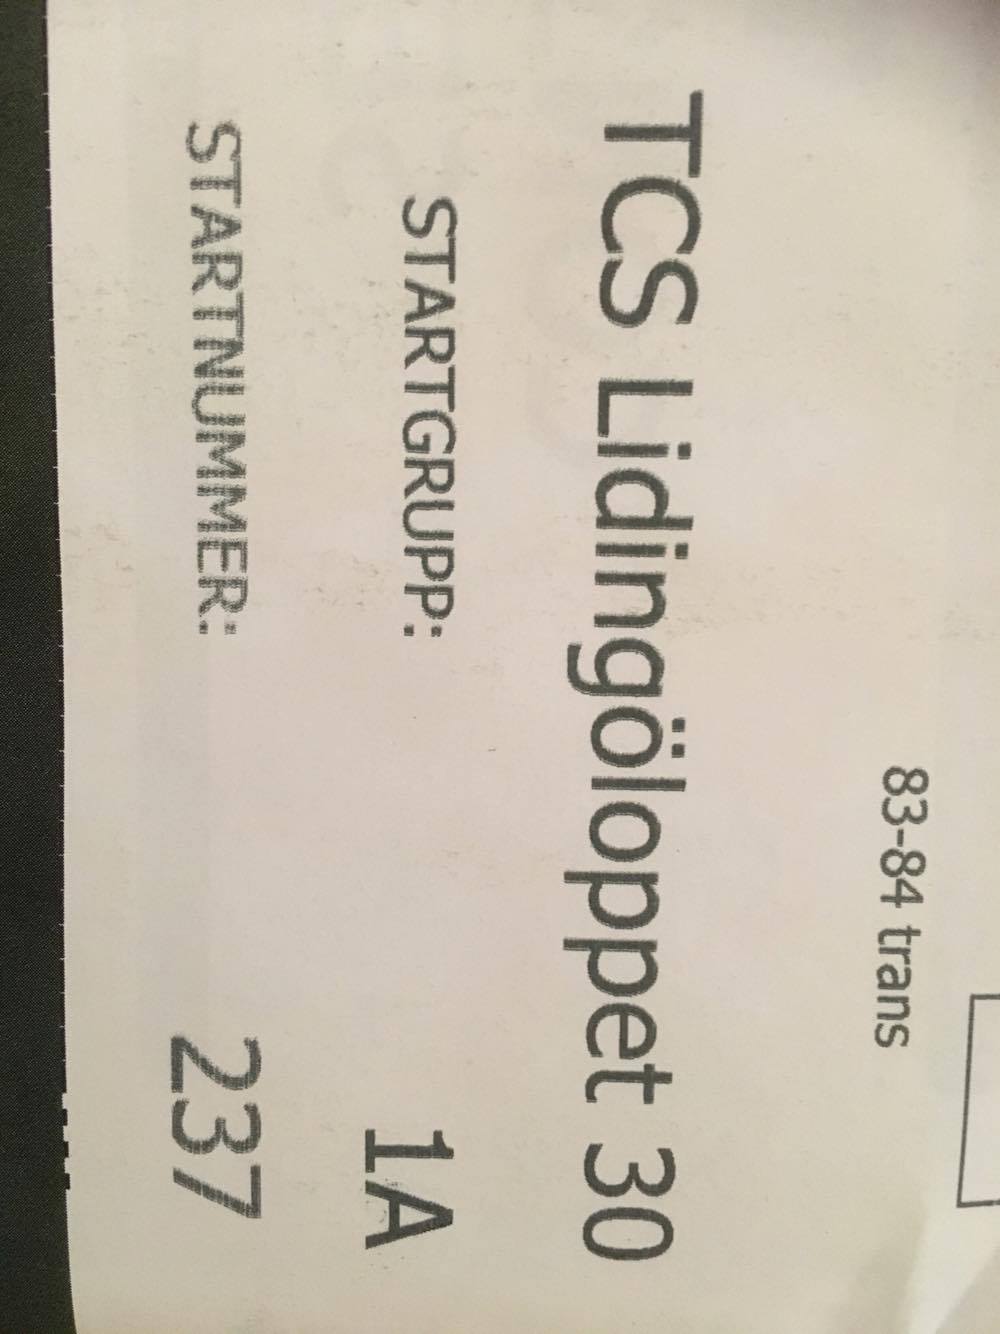 83-84 trans
TCS Lidingöloppet 30
STARTGRUPP: 1A
STARTNUMMER: 237